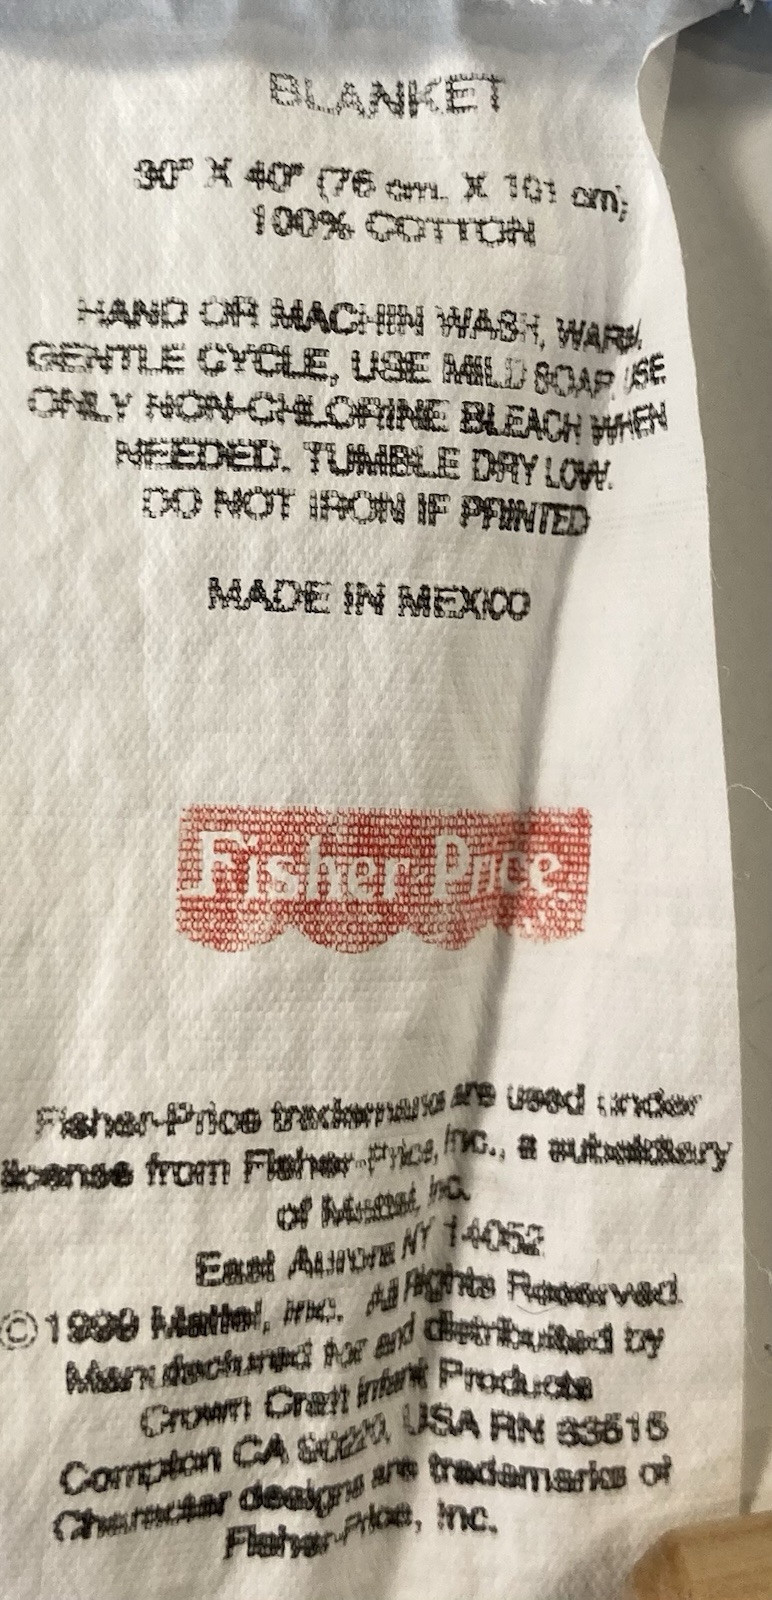 BLANKET
30" X 40" (76 cm. X 101 cm);
100% COTTON
HAND OR MACHIN WASH, WARM,
GENTLE CYCLE, USE MILD SOAP, USE
ONLY NON-CHLORINE BLEACH WHEN
NEEDED. TUMBLE DRY LOW.
DO NOT IRON IF PRINTED
MADE IN MEXICO
Fisher-Price
Fisher-Price trademarks are used under
license from Fisher-Price, Inc., a subsidiary
of Mattel, Inc.
East Aurora NY 14052
©1999 Mattel, Inc. All Rights Reserved.
Manufactured for and distributed by
Crown Craft Infant Products
Compton CA 90220, USA RN
Character designs are trademarks of
Fisher-Price, Inc.